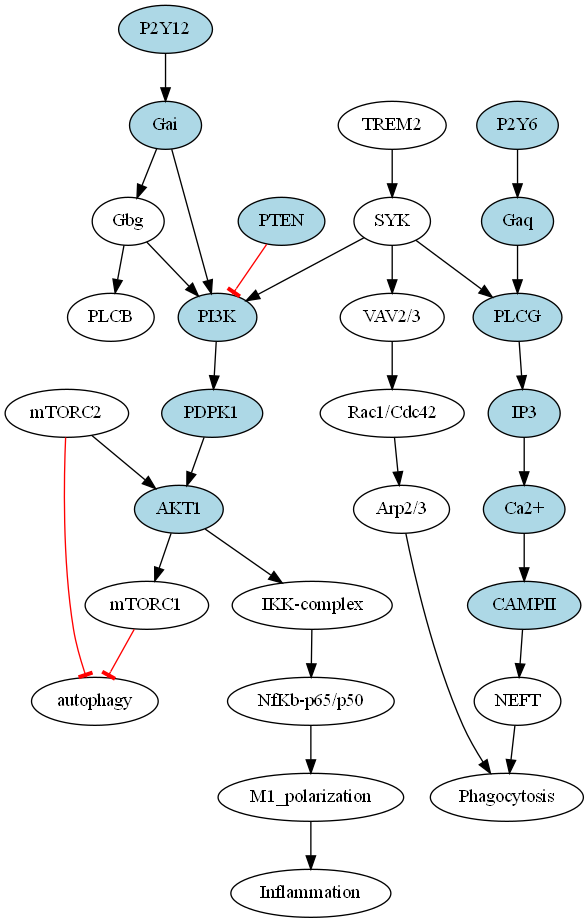 P2Y12
Gai
TREM2
P2Y6
Gbg
PTEN
SYK
Gaq
PLCB
PI3K
VAV2/3
PLCG
mTORC2
PDPK1
Rac1/Cdc42
IP3
AKT1
Arp2/3
Ca2+
mTORC1
IKK-complex
CAMPII
autophagy
NfKb-p65/p50
NEFT
M1_polarization
Phagocytosis
Inflammation